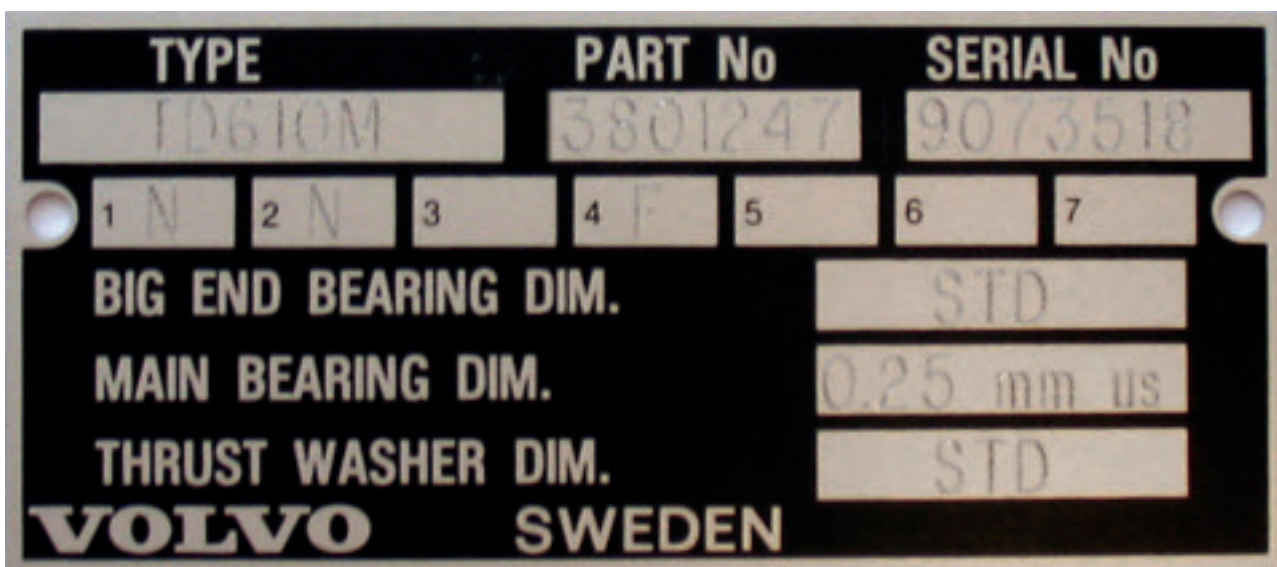 TYPE PART No SERIAL No
TD610M 3801247 9073518
1 N 2 N 3 4 F 5 6 7
BIG END BEARING DIM. STD
MAIN BEARING DIM. 0.25 mm us
THRUST WASHER DIM. STD
VOLVO SWEDEN